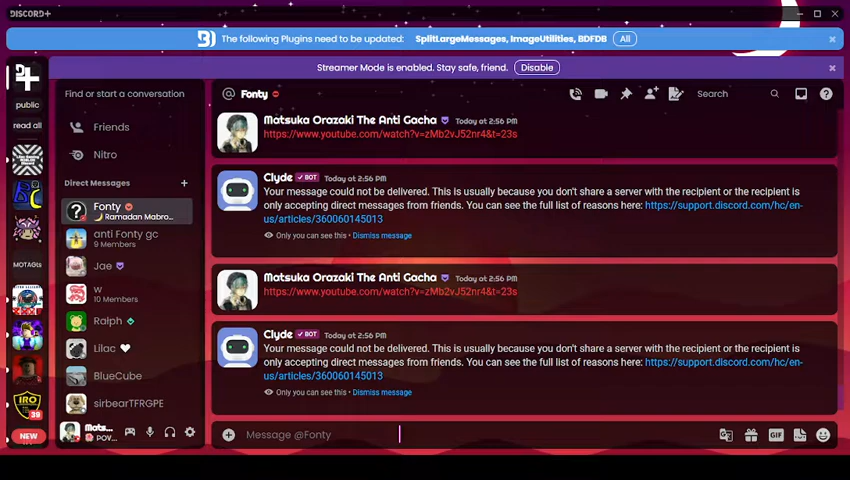 DISCORD+
The following Plugins need to be updated: SplitLargeMessages, ImageUtilities, BDFDB All
Streamer Mode is enabled. Stay safe, friend. Disable
public
read all
MOTAGts
IRO
39
NEW
Find or start a conversation
Friends
Nitro
Direct Messages
Fonty
Ramadan Mabro...
anti Fonty gc
9 Members
Jae
w
10 Members
Ralph
Lilac
BlueCube
sirbearTFRGPE
Mats...
POV...
@ Fonty
Search
Matsuka Orazaki The Anti Gacha Today at 2:56 PM
https://www.youtube.com/watch?v=zMb2vJ52nr4&t=23s
Clyde BOT Today at 2:56 PM
Your message could not be delivered. This is usually because you don't share a server with the recipient or the recipient is
only accepting direct messages from friends. You can see the full list of reasons here: https://support.discord.com/hc/en-
us/articles/360060145013
Only you can see this • Dismiss message
Matsuka Orazaki The Anti Gacha Today at 2:56 PM
https://www.youtube.com/watch?v=zMb2vJ52nr4&t=23s
Clyde BOT Today at 2:56 PM
Your message could not be delivered. This is usually because you don't share a server with the recipient or the recipient is
only accepting direct messages from friends. You can see the full list of reasons here: https://support.discord.com/hc/en-
us/articles/360060145013
Only you can see this • Dismiss message
Message @Fonty
GIF